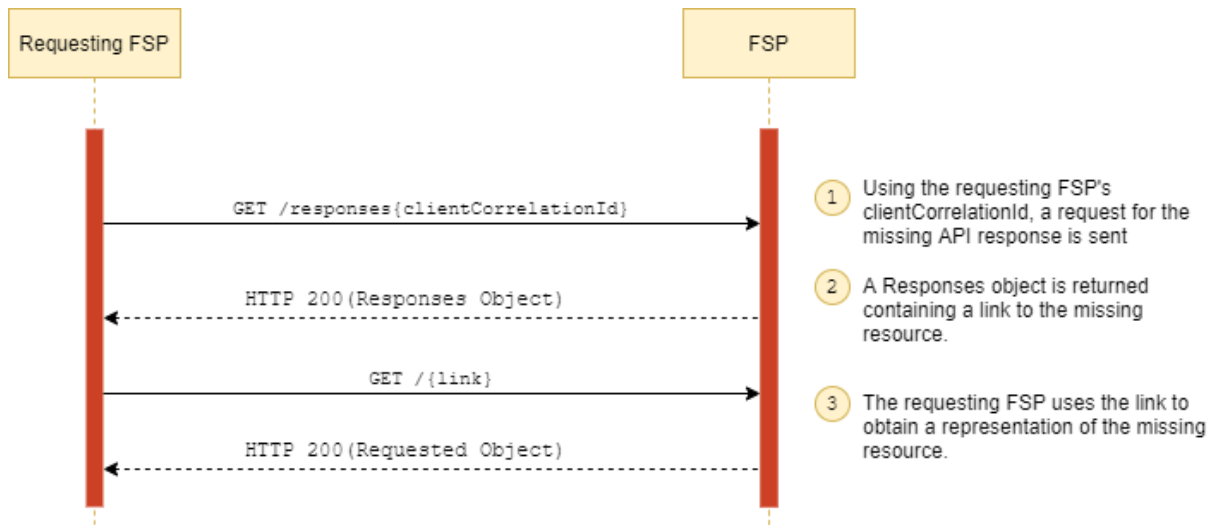 Requesting FSP
FSP
GET /responses{clientCorrelationId}
1
Using the requesting FSP's
clientCorrelationId, a request for the
missing API response is sent
HTTP 200(Responses Object)
2
A Responses object is returned
containing a link to the missing
resource.
GET /{link}
3
The requesting FSP uses the link to
obtain a representation of the missing
resource.
HTTP 200(Requested Object)